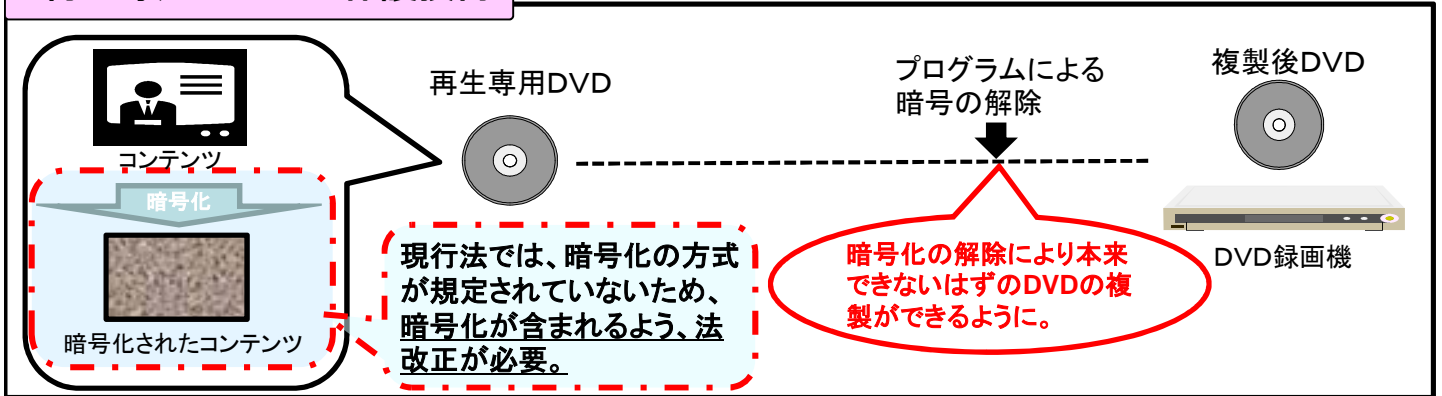 コンテンツ
暗号化
暗号化されたコンテンツ
再生専用DVD
現行法では、暗号化の方式
が規定されていないため、
暗号化が含まれるよう、法
改正が必要。
プログラムによる
暗号の解除
暗号化の解除により本来
できないはずのDVDの複
製ができるように。
複製後DVD
DVD録画機